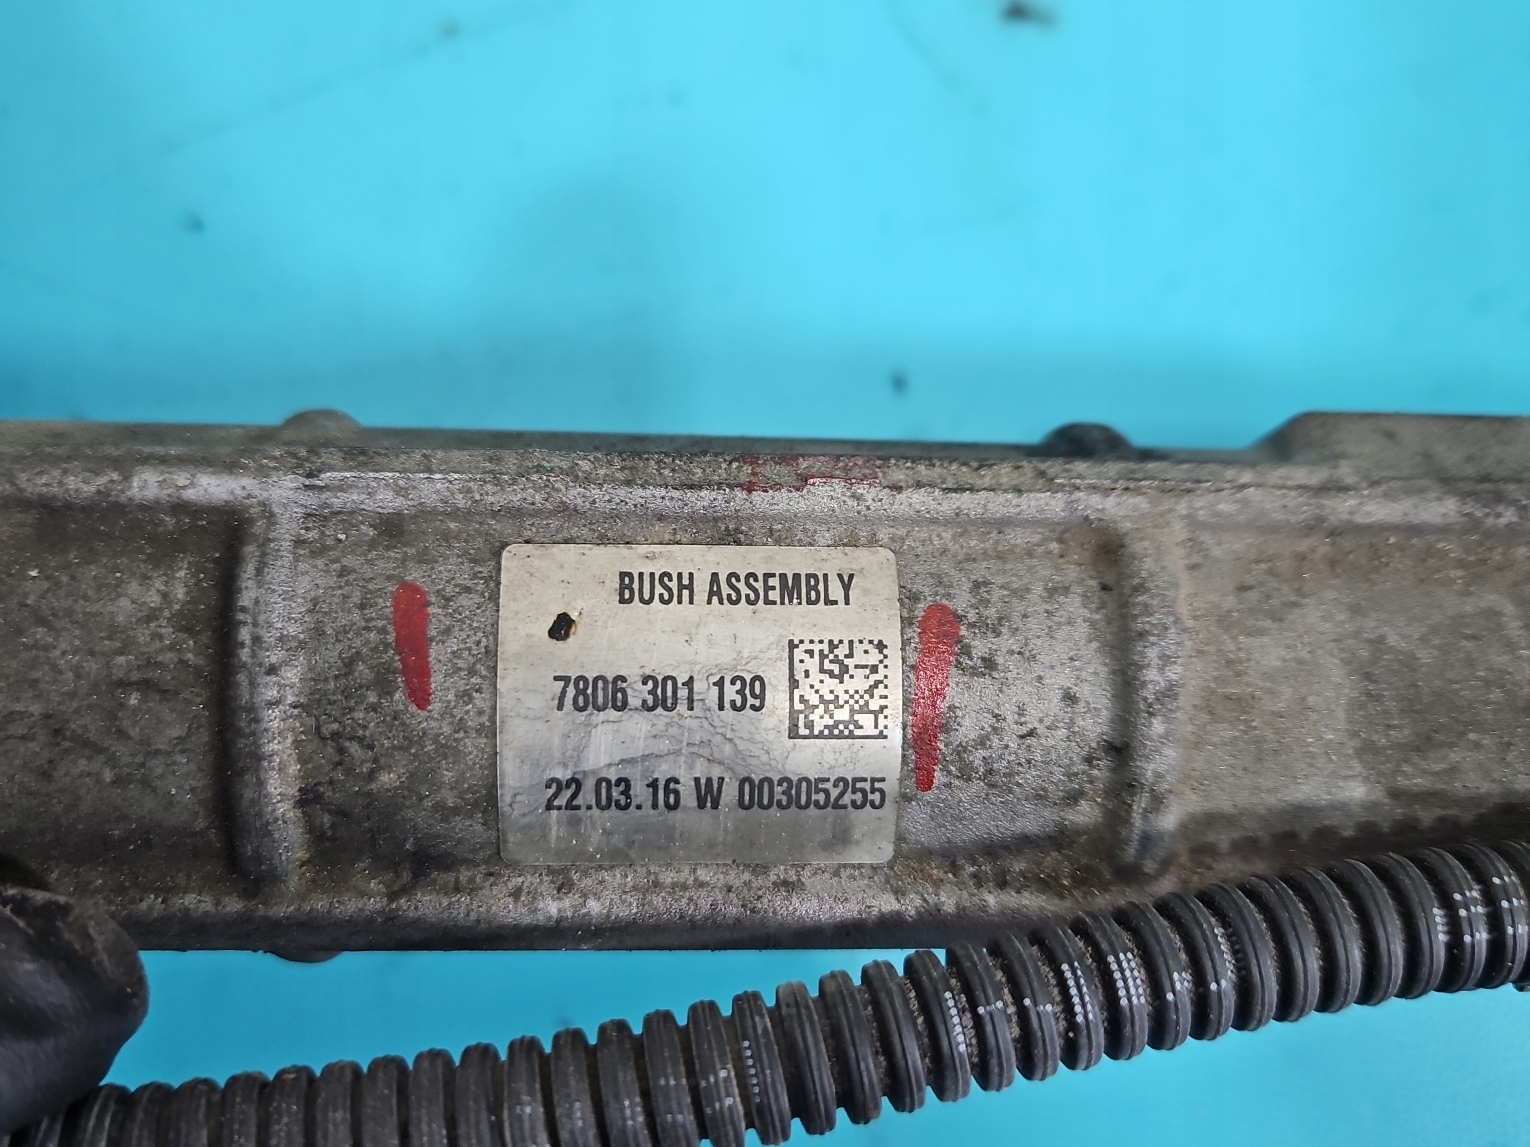 BUSH ASSEMBLY
7806 301 139
22.03.16 W 00305255